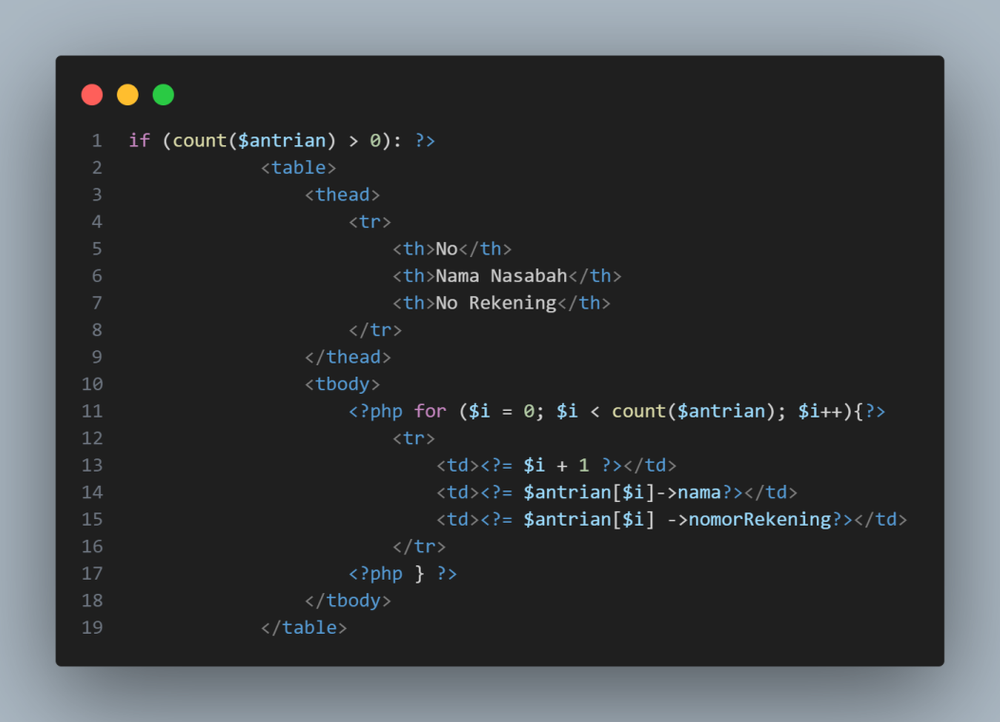 1 if (count($antrian) > 0): ?>
2 <table>
3 <thead>
4 <tr>
5 <th>No</th>
6 <th>Nama Nasabah</th>
7 <th>No Rekening</th>
8 </tr>
9 </thead>
10 <tbody>
11 <?php for ($i = 0; $i < count($antrian); $i++){?>
12 <tr>
13 <td><?= $i + 1 ?></td>
14 <td><?= $antrian[$i]->nama?></td>
15 <td><?= $antrian[$i] ->nomorRekening?></td>
16 </tr>
17 <?php } ?>
18 </tbody>
19 </table>